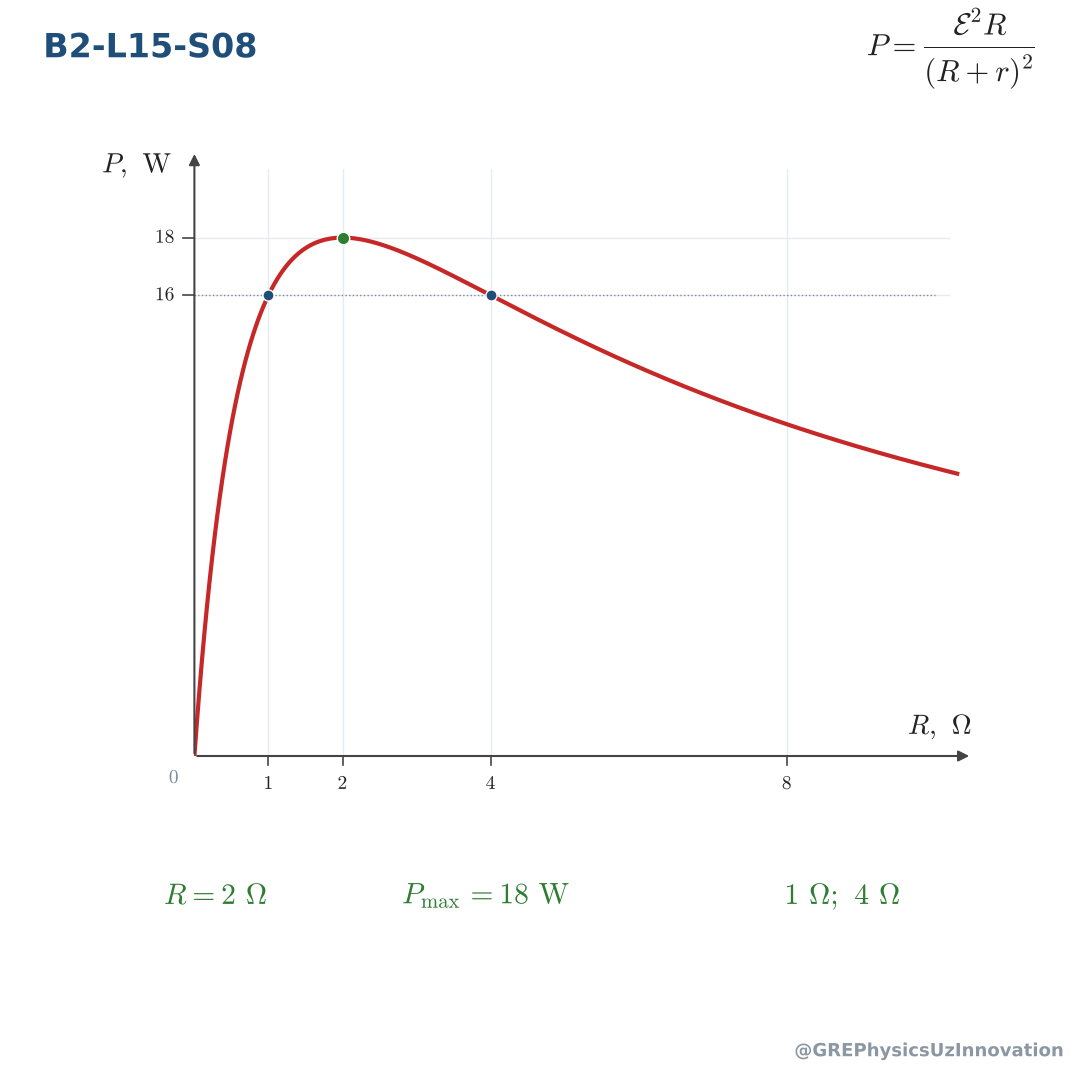 B2-L15-S08
P = ℰ²R / (R + r)²
P, W
18
16
0
1 2 4 8
R, Ω
R = 2 Ω P_max = 18 W 1 Ω; 4 Ω
@GREPhysicsUzInnovation